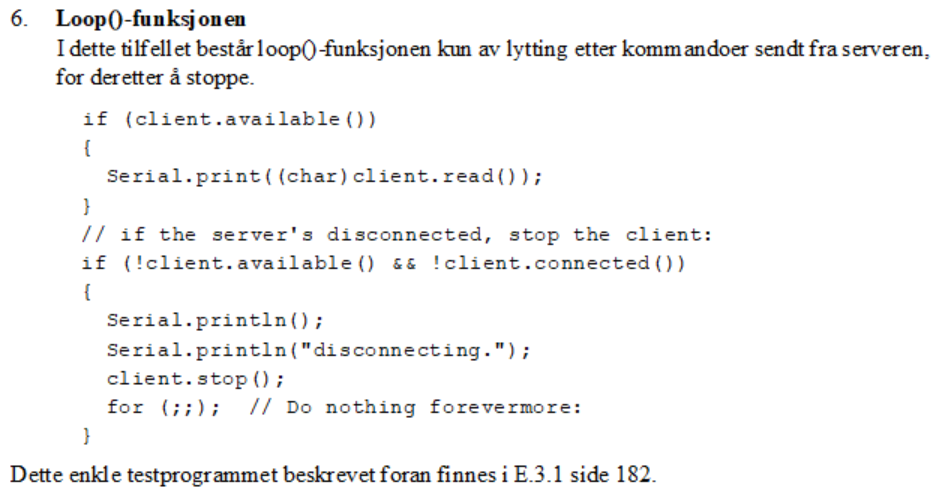 6. Loop()-funksjonen
I dette tilfellet består loop()-funksjonen kun av lytting etter kommandoer sendt fra serveren,
for deretter å stoppe.
if (client.available())
{
Serial.print((char)client.read());
}
// if the server's disconnected, stop the client:
if (!client.available() && !client.connected())
{
Serial.println();
Serial.println("disconnecting.");
client.stop();
for (;;); // Do nothing forevermore:
}
Dette enkle testprogrammet beskrevet foran finnes i E.3.1 side 182.